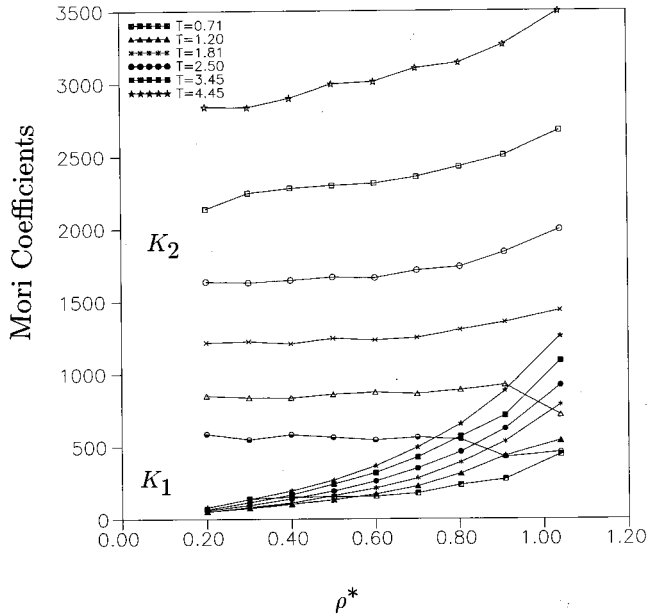 3500
3000
2500
2000
1500
1000
500
0
Mori Coefficients
T=0.71
T=1.20
T=1.81
T=2.50
T=3.45
T=4.45
K2
K1
0.00 0.20 0.40 0.60 0.80 1.00 1.20
ρ*